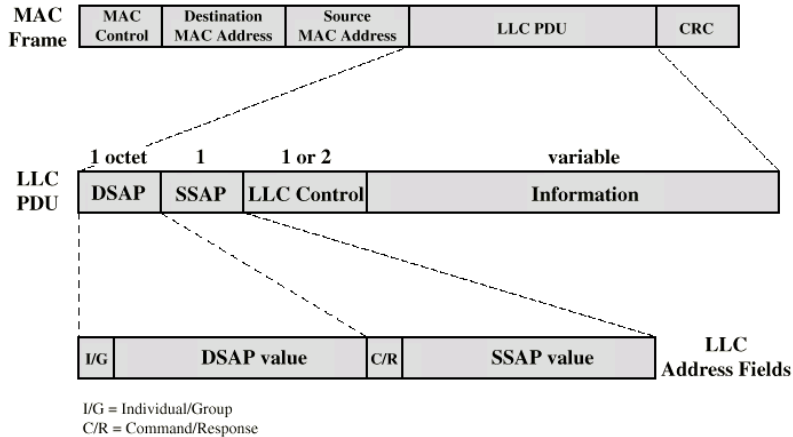 MAC
Frame
MAC
Control
Destination
MAC Address
Source
MAC Address
LLC PDU
CRC
1 octet
1
1 or 2
variable
LLC
PDU
DSAP
SSAP
LLC Control
Information
I/G
DSAP value
C/R
SSAP value
LLC
Address Fields
I/G = Individual/Group
C/R = Command/Response